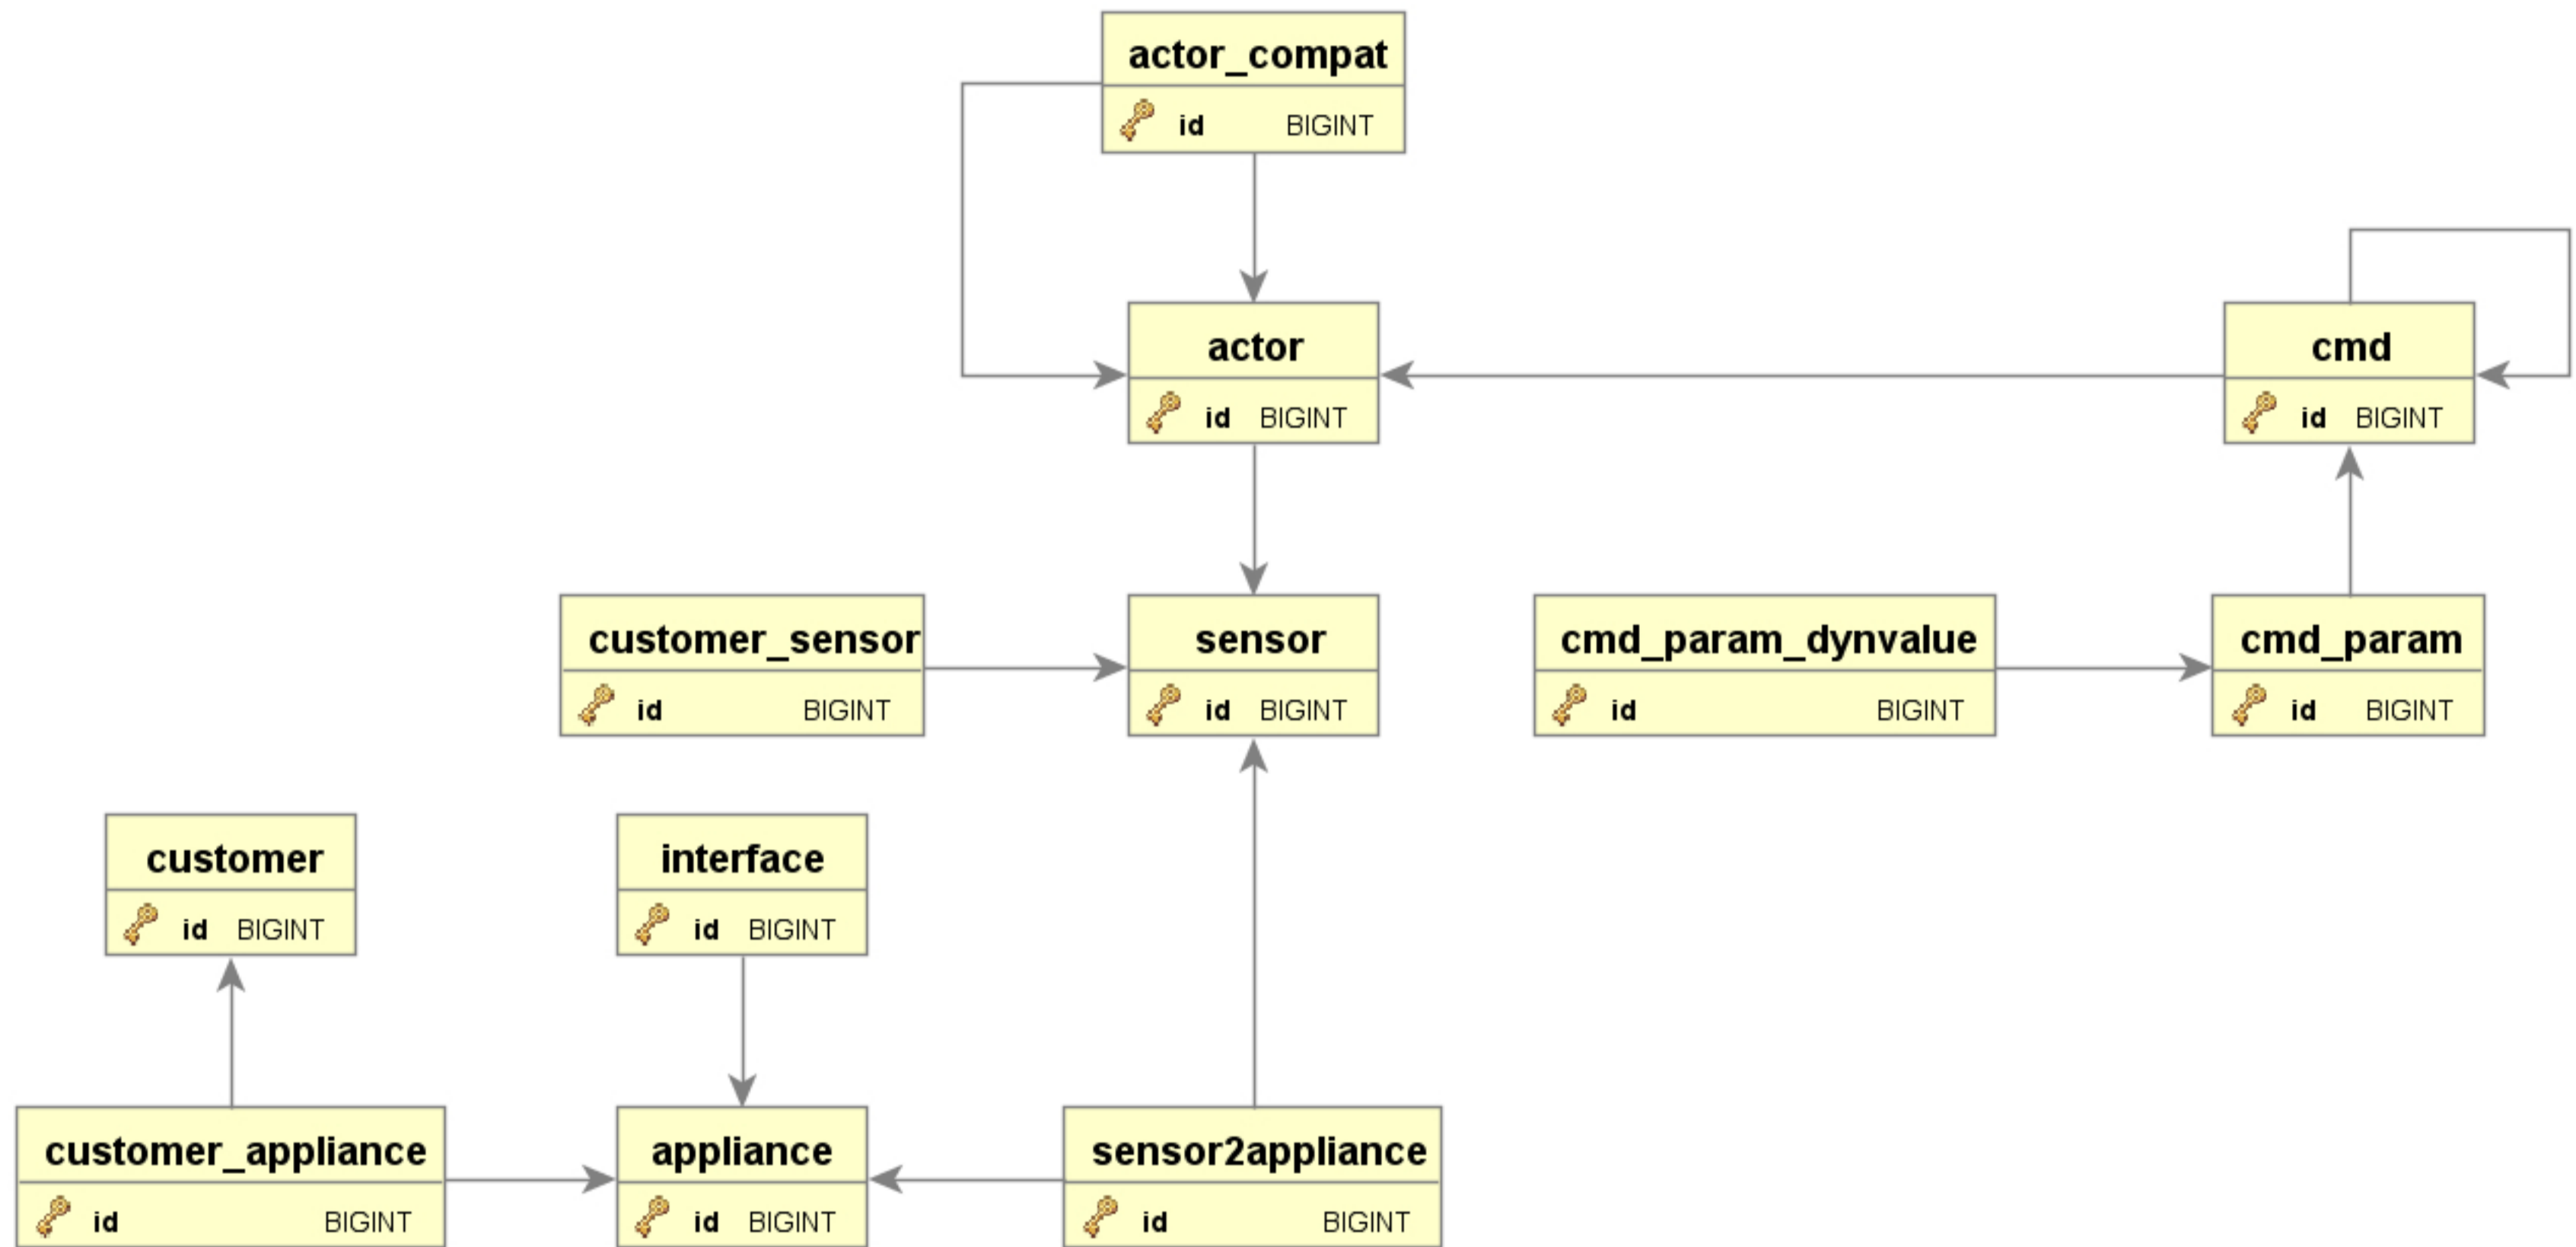 actor_compat
id BIGINT
actor
id BIGINT
cmd
id BIGINT
customer_sensor
id BIGINT
sensor
id BIGINT
cmd_param_dynvalue
id BIGINT
cmd_param
id BIGINT
customer
id BIGINT
interface
id BIGINT
customer_appliance
id BIGINT
appliance
id BIGINT
sensor2appliance
id BIGINT